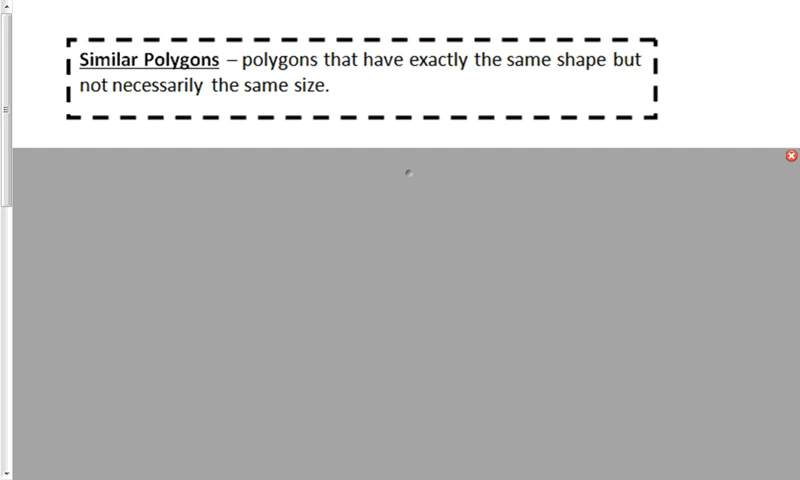 Similar Polygons – polygons that have exactly the same shape but
not necessarily the same size.